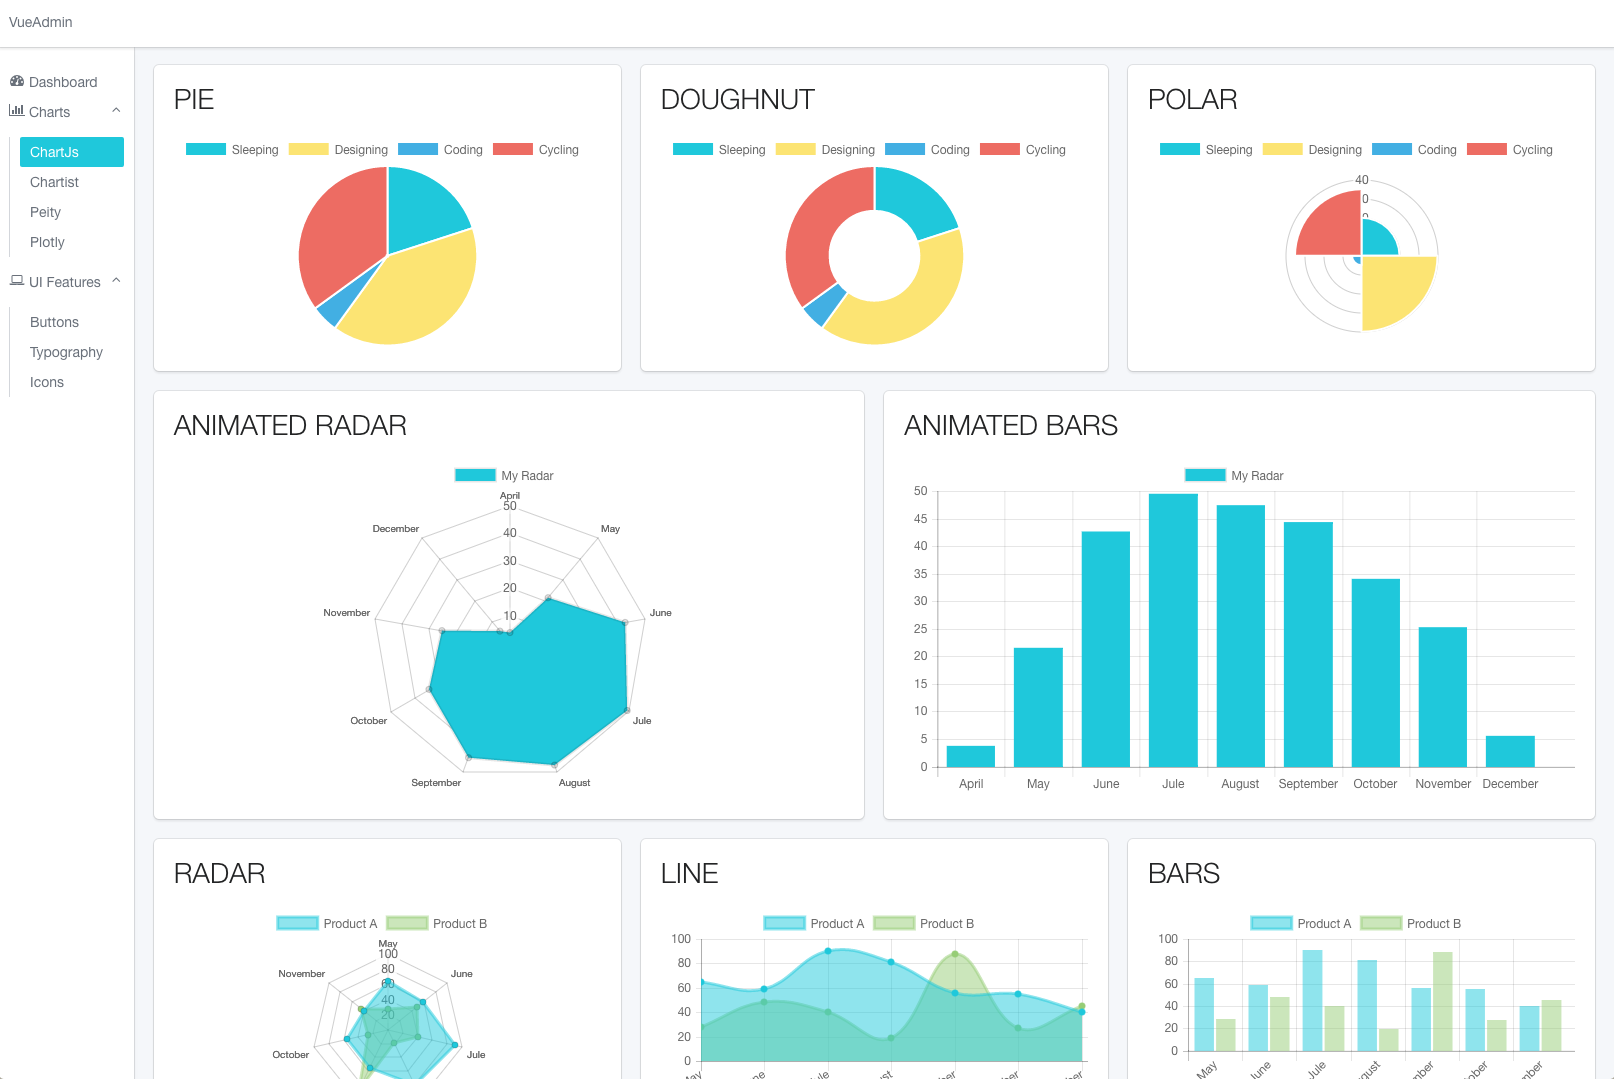 VueAdmin
Dashboard
Charts
ChartJs
Chartist
Peity
Plotly
UI Features
Buttons
Typography
Icons
PIE
Sleeping Designing Coding Cycling
DOUGHNUT
Sleeping Designing Coding Cycling
POLAR
Sleeping Designing Coding Cycling
40
ANIMATED RADAR
My Radar
April
50
December May
40
30
20
November 10 June
October Jule
September August
ANIMATED BARS
My Radar
50
45
40
35
30
25
20
15
10
5
0
April May June Jule August September October November December
RADAR
Product A Product B
May
100
November 80 June
60
40
20
October Jule
LINE
Product A Product B
100
80
60
40
20
0
BARS
Product A Product B
100
80
60
40
20
0
May